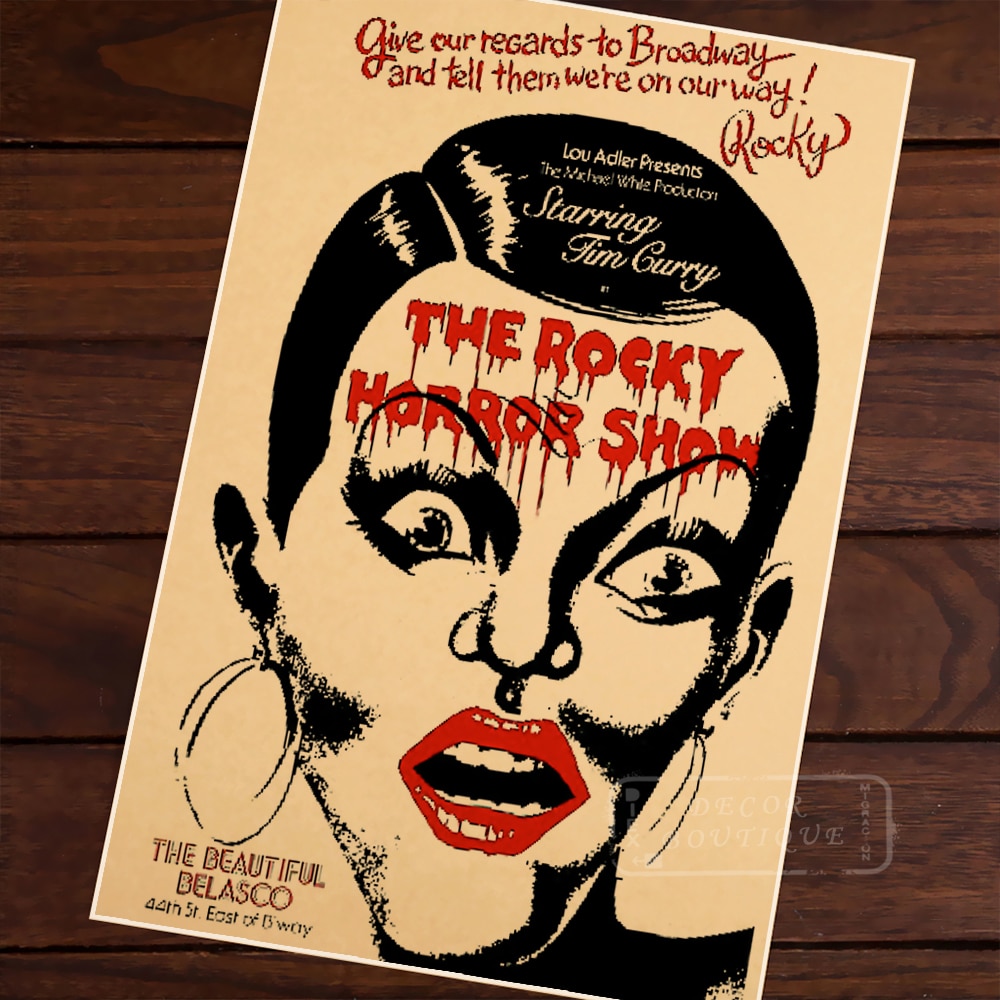 Give our regards to Broadway
and tell them we're on our way!
Rocky
Lou Adler Presents
The Michael White Production
Starring
Tim Curry
THE ROCKY
HORROR SHOW
THE BEAUTIFUL
BELASCO
44th St. East of B'way
DECOR
& BOUTIQUE